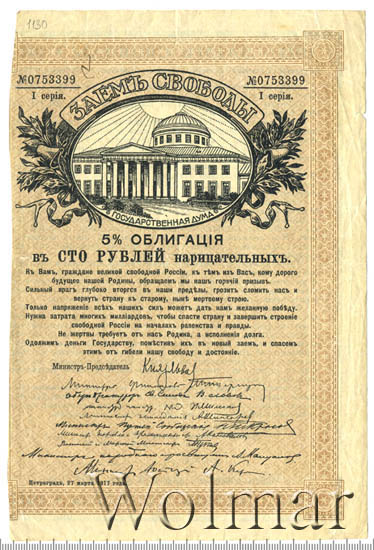 1130
№0753399 №0753399
I серія. I серія.
ЗАЕМЪ СВОБОДЫ
ГОСУДАРСТВЕННАЯ ДУМА
5% ОБЛИГАЦІЯ
въ СТО РУБЛЕЙ нарицательныхъ.
Къ Вамъ, граждане великой свободной Россіи, къ тѣмъ изъ Васъ, кому дорого
будущее нашей Родины, обращаемъ мы нашъ горячій призывъ.
Сильный врагъ глубоко вторгся въ наши предѣлы, грозитъ сломить насъ и
вернуть страну къ старому, нынѣ мертвому строю.
Только напряженіе всѣхъ нашихъ силъ можетъ дать намъ желанную побѣду.
Нужна затрата многихъ милліардовъ, чтобы спасти страну и завершить строеніе
свободной Россіи на началахъ равенства и правды.
Не жертвы требуетъ отъ насъ Родина, а исполненія долга.
Одолжимъ деньги Государству, помѣстивъ ихъ въ новый заемъ, и спасемъ
этимъ отъ гибели нашу свободу и достояніе.
Министръ-Предсѣдатель
Петроградъ, 27 марта 1917 года.
Wolmar